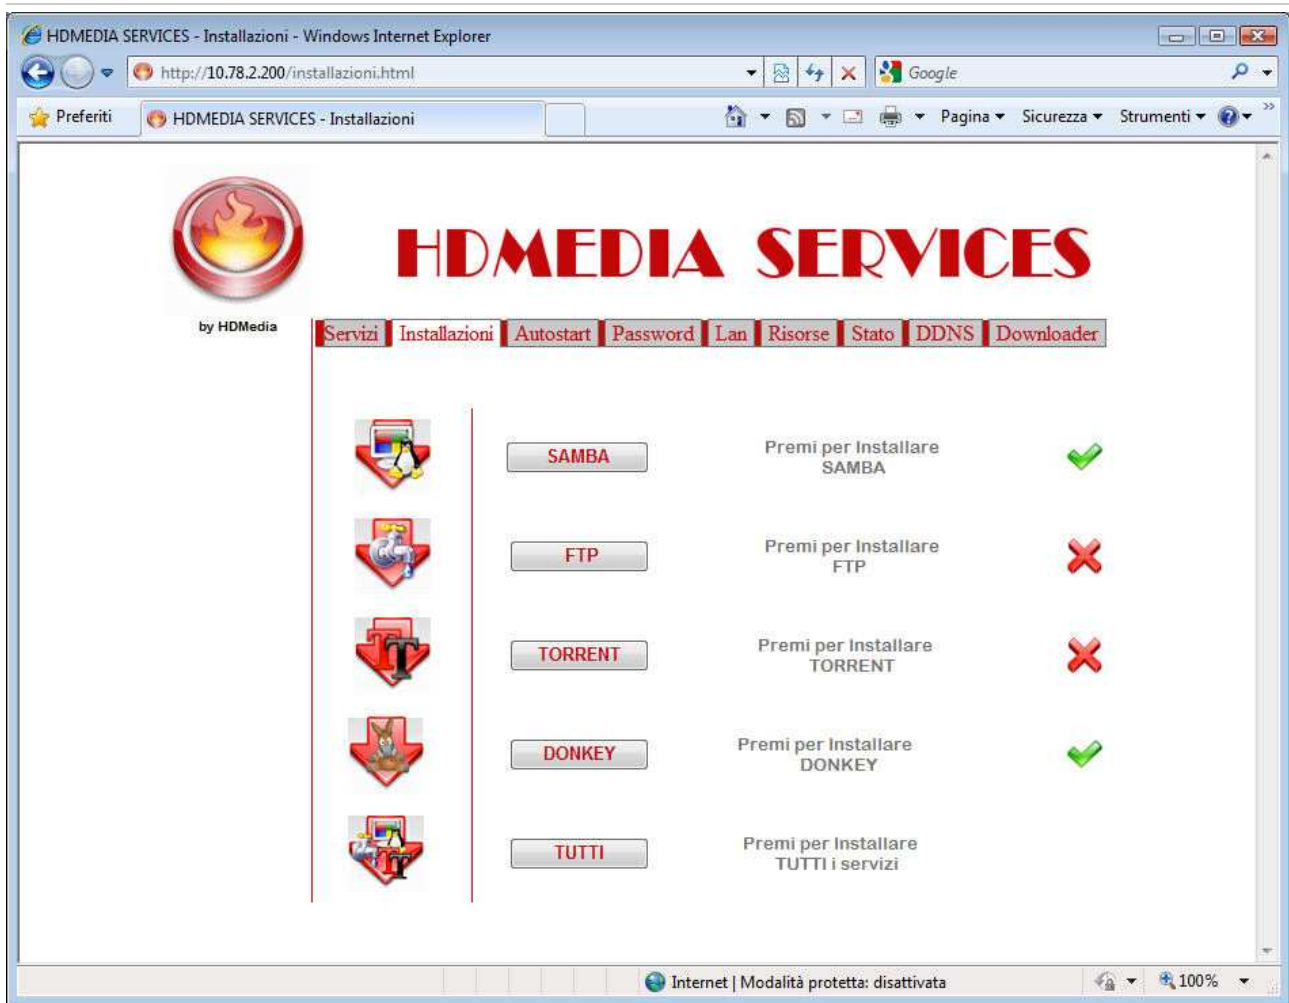 HDMEDIA SERVICES - Installazioni - Windows Internet Explorer
http://10.78.2.200/installazioni.html
Google
Preferiti
HDMEDIA SERVICES - Installazioni
Pagina
Sicurezza
Strumenti
HDMEDIA SERVICES
by HDMedia
Servizi Installazioni Autostart Password Lan Risorse Stato DDNS Downloader
SAMBA
Premi per Installare
SAMBA
FTP
Premi per Installare
FTP
TORRENT
Premi per Installare
TORRENT
DONKEY
Premi per Installare
DONKEY
TUTTI
Premi per Installare
TUTTI i servizi
Internet | Modalità protetta: disattivata
100%